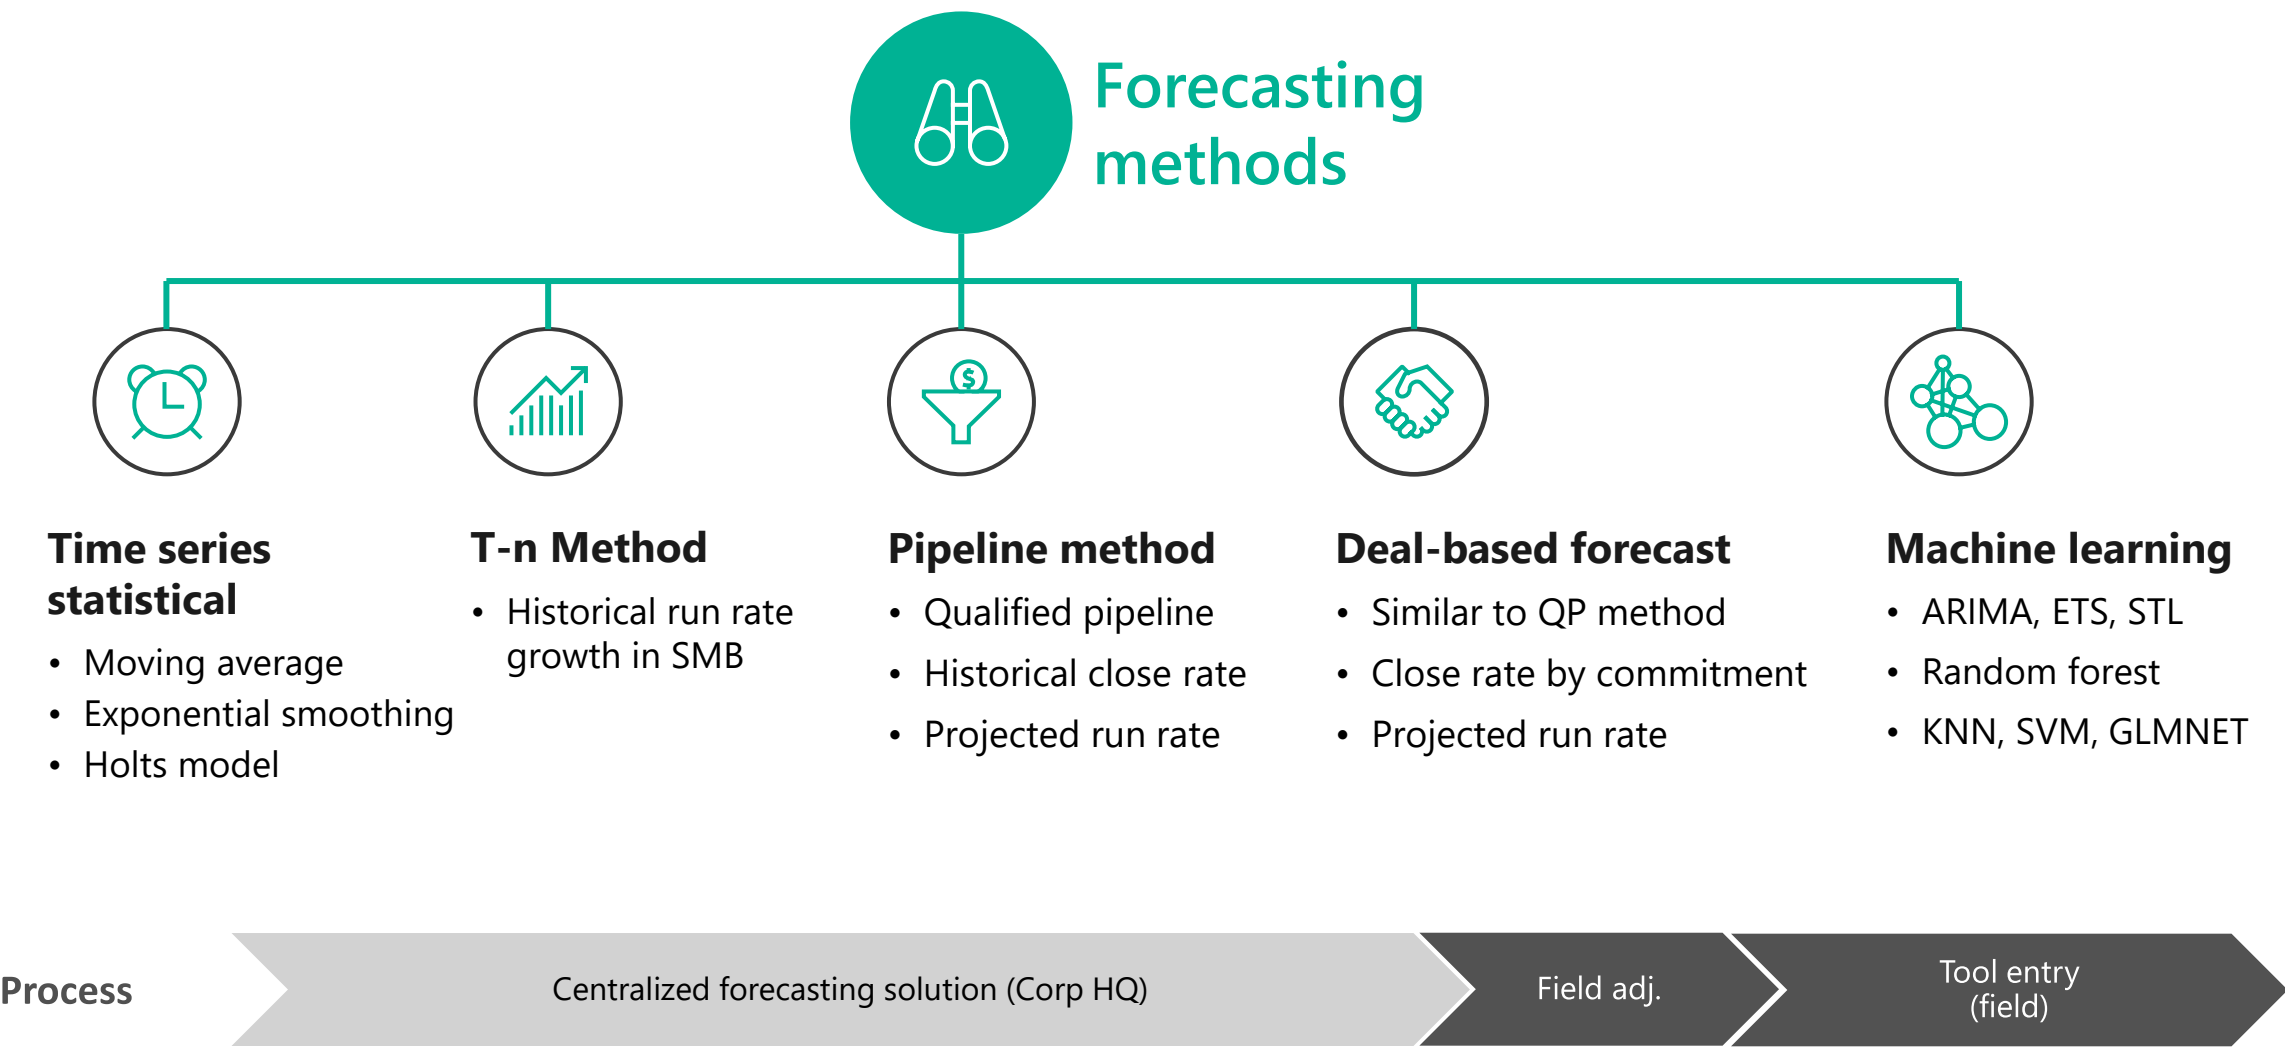 Forecasting
methods
Time series
statistical
• Moving average
• Exponential smoothing
• Holts model
T-n Method
• Historical run rate
growth in SMB
Pipeline method
• Qualified pipeline
• Historical close rate
• Projected run rate
Deal-based forecast
• Similar to QP method
• Close rate by commitment
• Projected run rate
Machine learning
• ARIMA, ETS, STL
• Random forest
• KNN, SVM, GLMNET
Process
Centralized forecasting solution (Corp HQ)
Field adj.
Tool entry
(field)